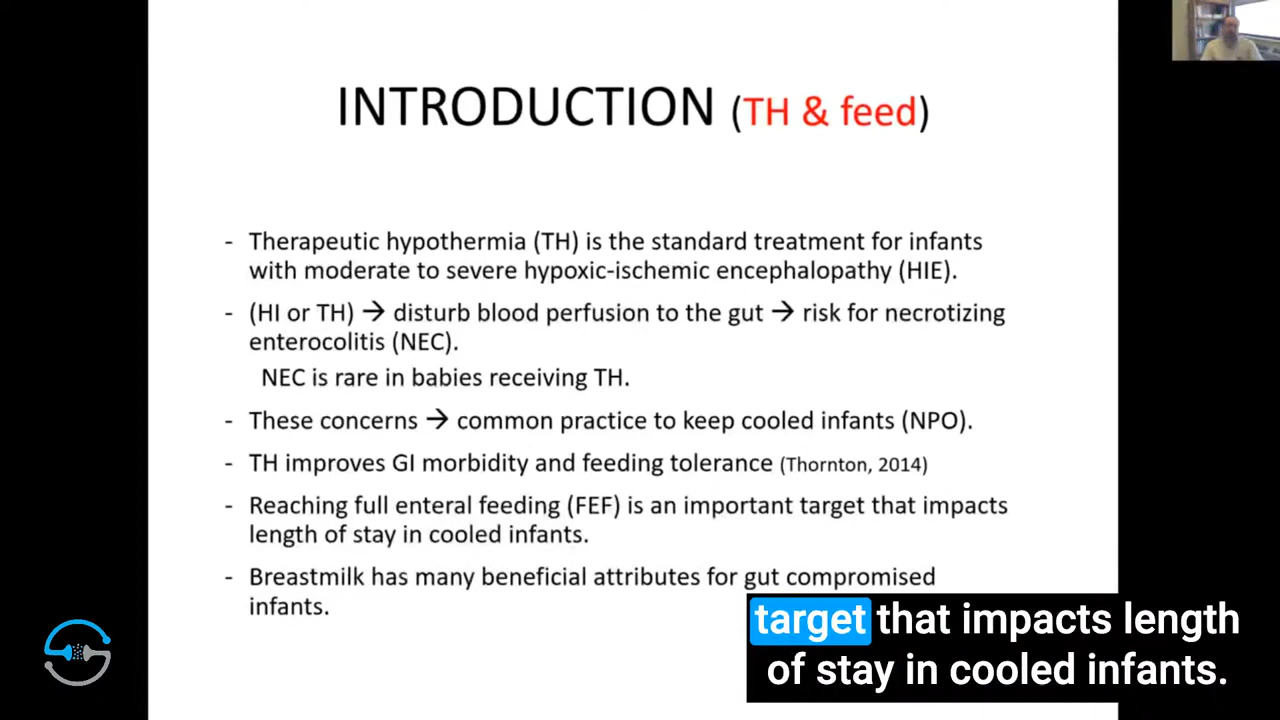 INTRODUCTION (TH & feed)
- Therapeutic hypothermia (TH) is the standard treatment for infants
with moderate to severe hypoxic-ischemic encephalopathy (HIE).
- (HI or TH) → disturb blood perfusion to the gut → risk for necrotizing
enterocolitis (NEC).
NEC is rare in babies receiving TH.
- These concerns → common practice to keep cooled infants (NPO).
- TH improves GI morbidity and feeding tolerance (Thornton, 2014)
- Reaching full enteral feeding (FEF) is an important target that impacts
length of stay in cooled infants.
- Breastmilk has many beneficial attributes for gut compromised
infants.
target that impacts length
of stay in cooled infants.